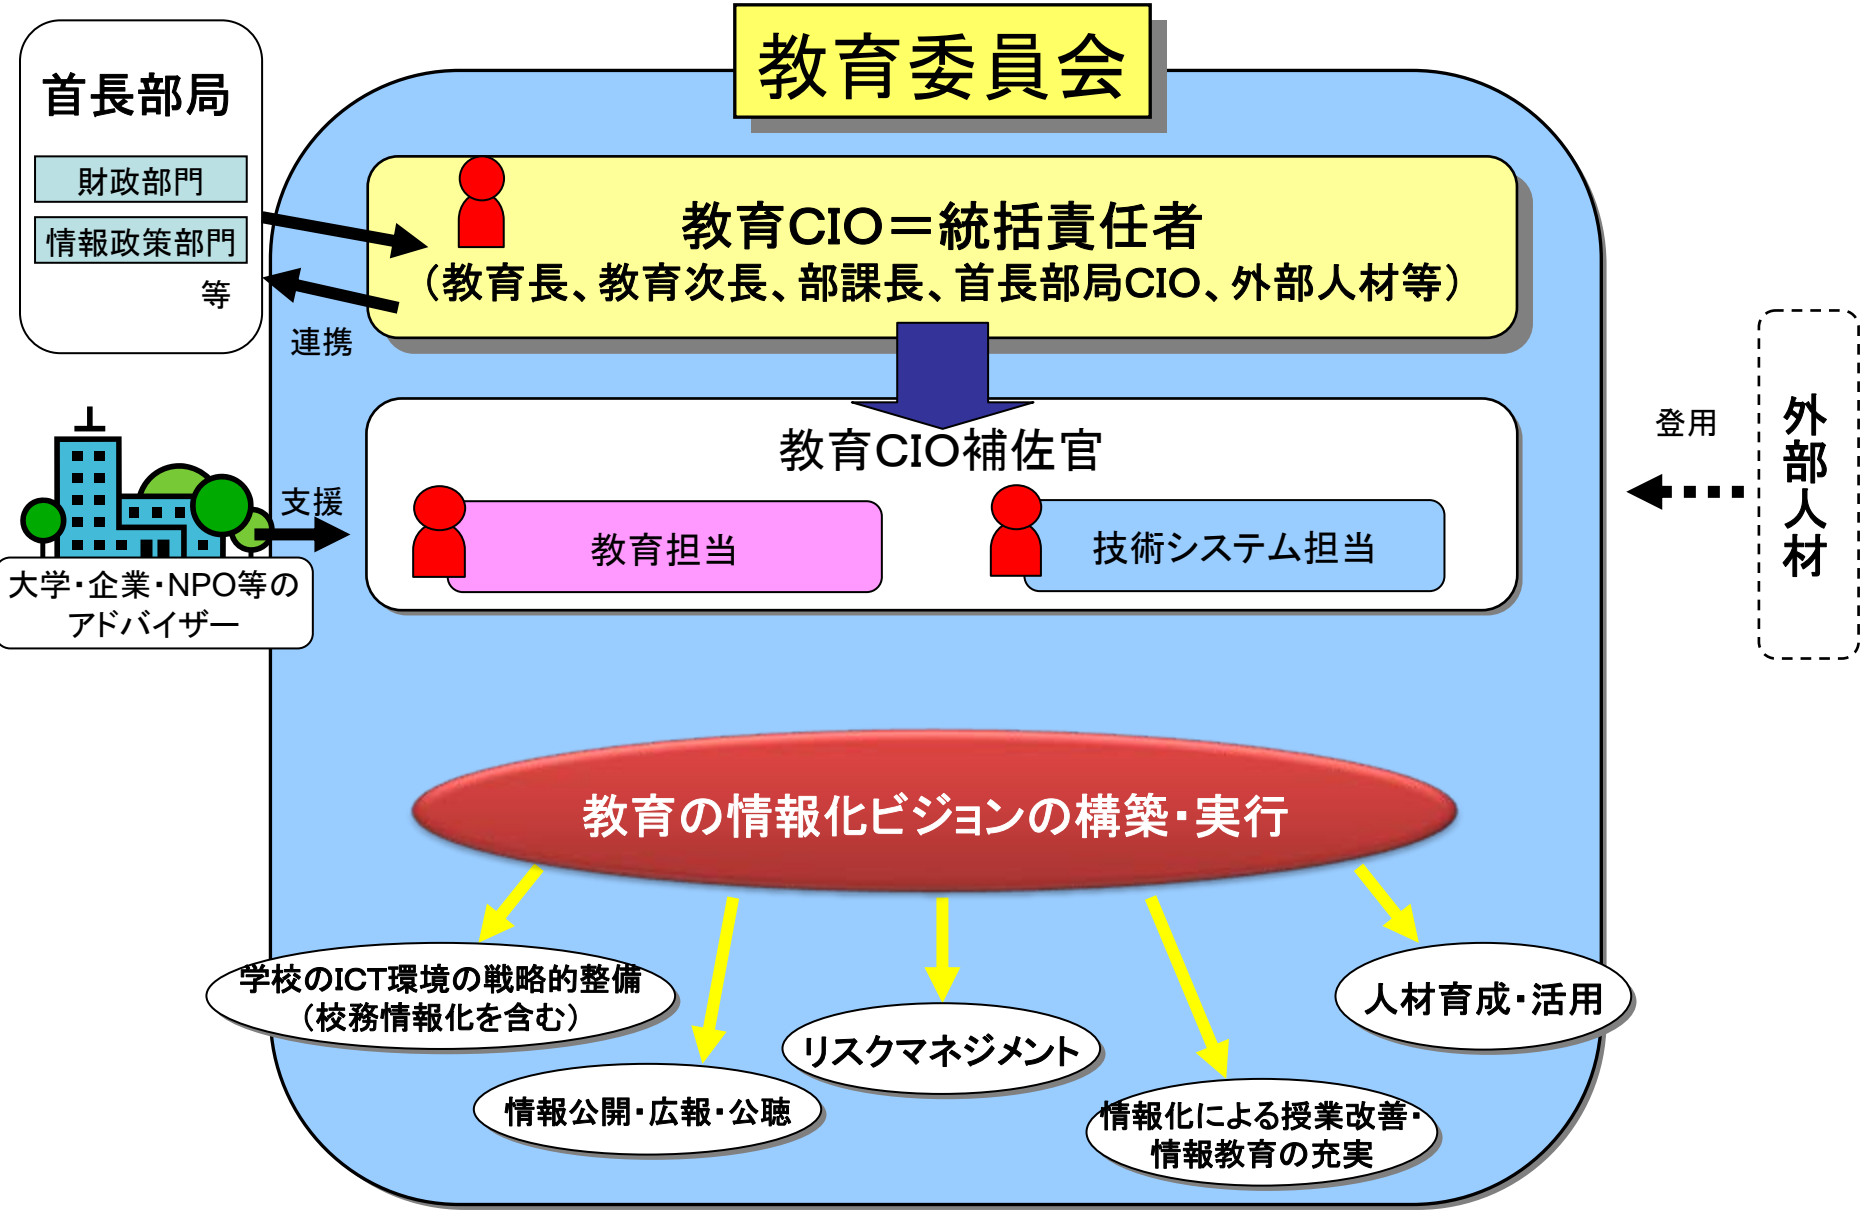 教育委員会
首長部局
財政部門
情報政策部門
等
連携
教育CIO＝統括責任者
（教育長、教育次長、部課長、首長部局CIO、外部人材等）
教育CIO補佐官
教育担当
技術システム担当
支援
大学・企業・NPO等の
アドバイザー
登用
外部人材
教育の情報化ビジョンの構築・実行
学校のICT環境の戦略的整備
（校務情報化を含む）
情報公開・広報・公聴
リスクマネジメント
情報化による授業改善・
情報教育の充実
人材育成・活用